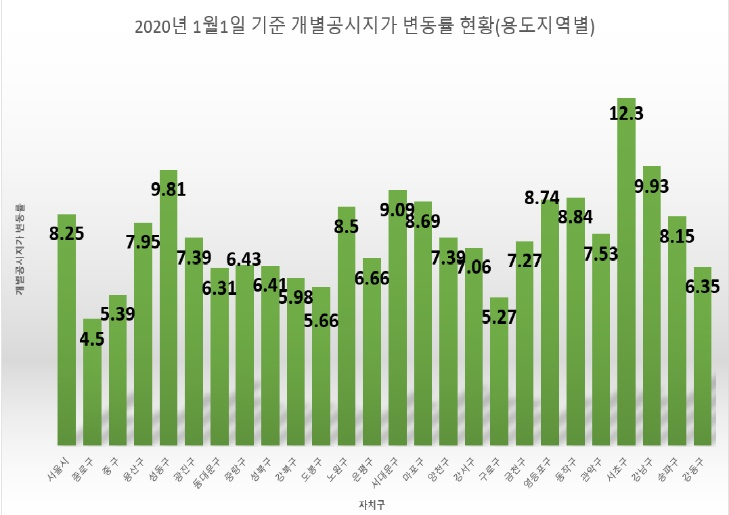 2020년 1월1일 기준 개별공시지가 변동률 현황(용도지역별)
개별공시지가 변동률
8.25
4.5
5.39
7.95
9.81
7.39
6.31
6.43
6.41
5.98
5.66
8.5
6.66
9.09
8.69
7.39
7.06
5.27
7.27
8.74
8.84
7.53
12.3
9.93
8.15
6.35
서울시
종로구
중구
용산구
성동구
광진구
동대문구
중랑구
성북구
강북구
도봉구
노원구
은평구
서대문구
마포구
양천구
강서구
구로구
금천구
영등포구
동작구
관악구
서초구
강남구
송파구
강동구
자치구